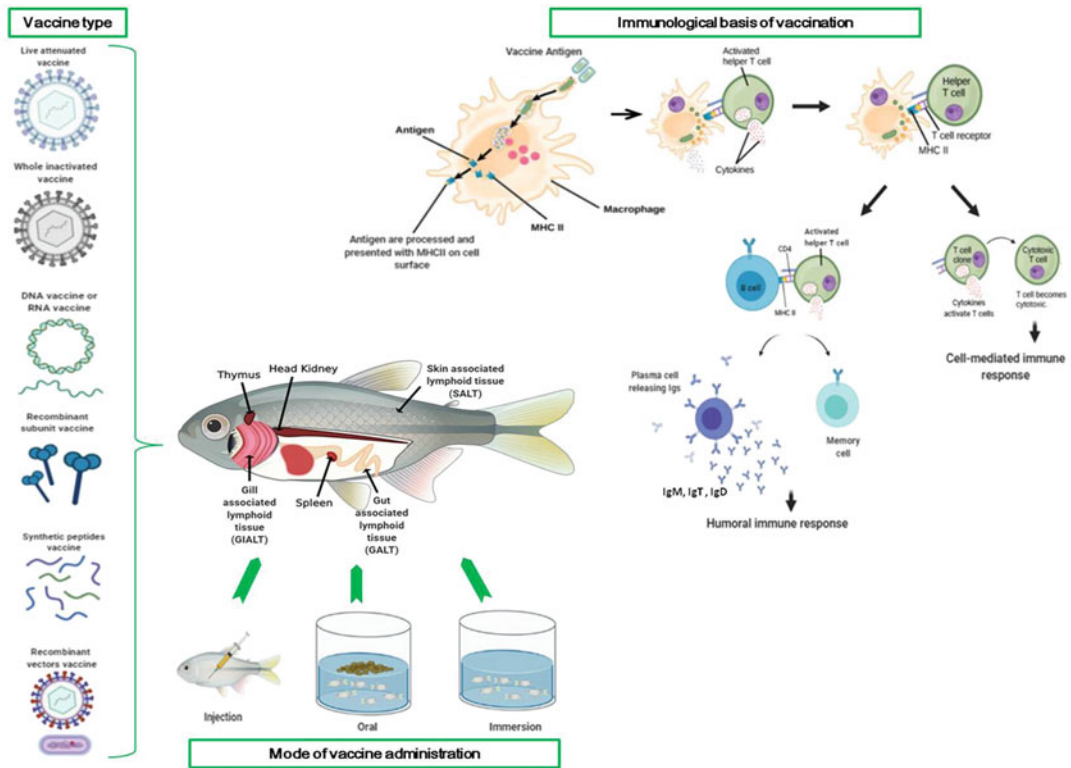 Vaccine type
Live attenuated
vaccine
Whole inactivated
vaccine
DNA vaccine or
RNA vaccine
Recombinant
subunit vaccine
Synthetic peptides
vaccine
Recombinant
vectors vaccine
Immunological basis of vaccination
Vaccine Antigen
Antigen
Macrophage
MHC II
Antigen are processed and
presented with MHCII on cell
surface
Activated
helper T cell
Cytokines
Helper
T cell
T cell receptor
MHC II
Activated
helper T cell
CD4
B cell
MHC II
T cell
clone
Cytotoxic
T cell
Cytokines
activate T cells
T cell becomes
cytotoxic.
Cell-mediated immune
response
Plasma cell
releasing Igs
Memory
cell
IgM, IgT, IgD
Humoral immune response
Thymus
Head Kidney
Skin associated
lymphoid tissue
(SALT)
Gill
associated
lymphoid
tissue
(GIALT)
Spleen
Gut
associated
lymphoid
tissue
(GALT)
Injection
Oral
Immersion
Mode of vaccine administration